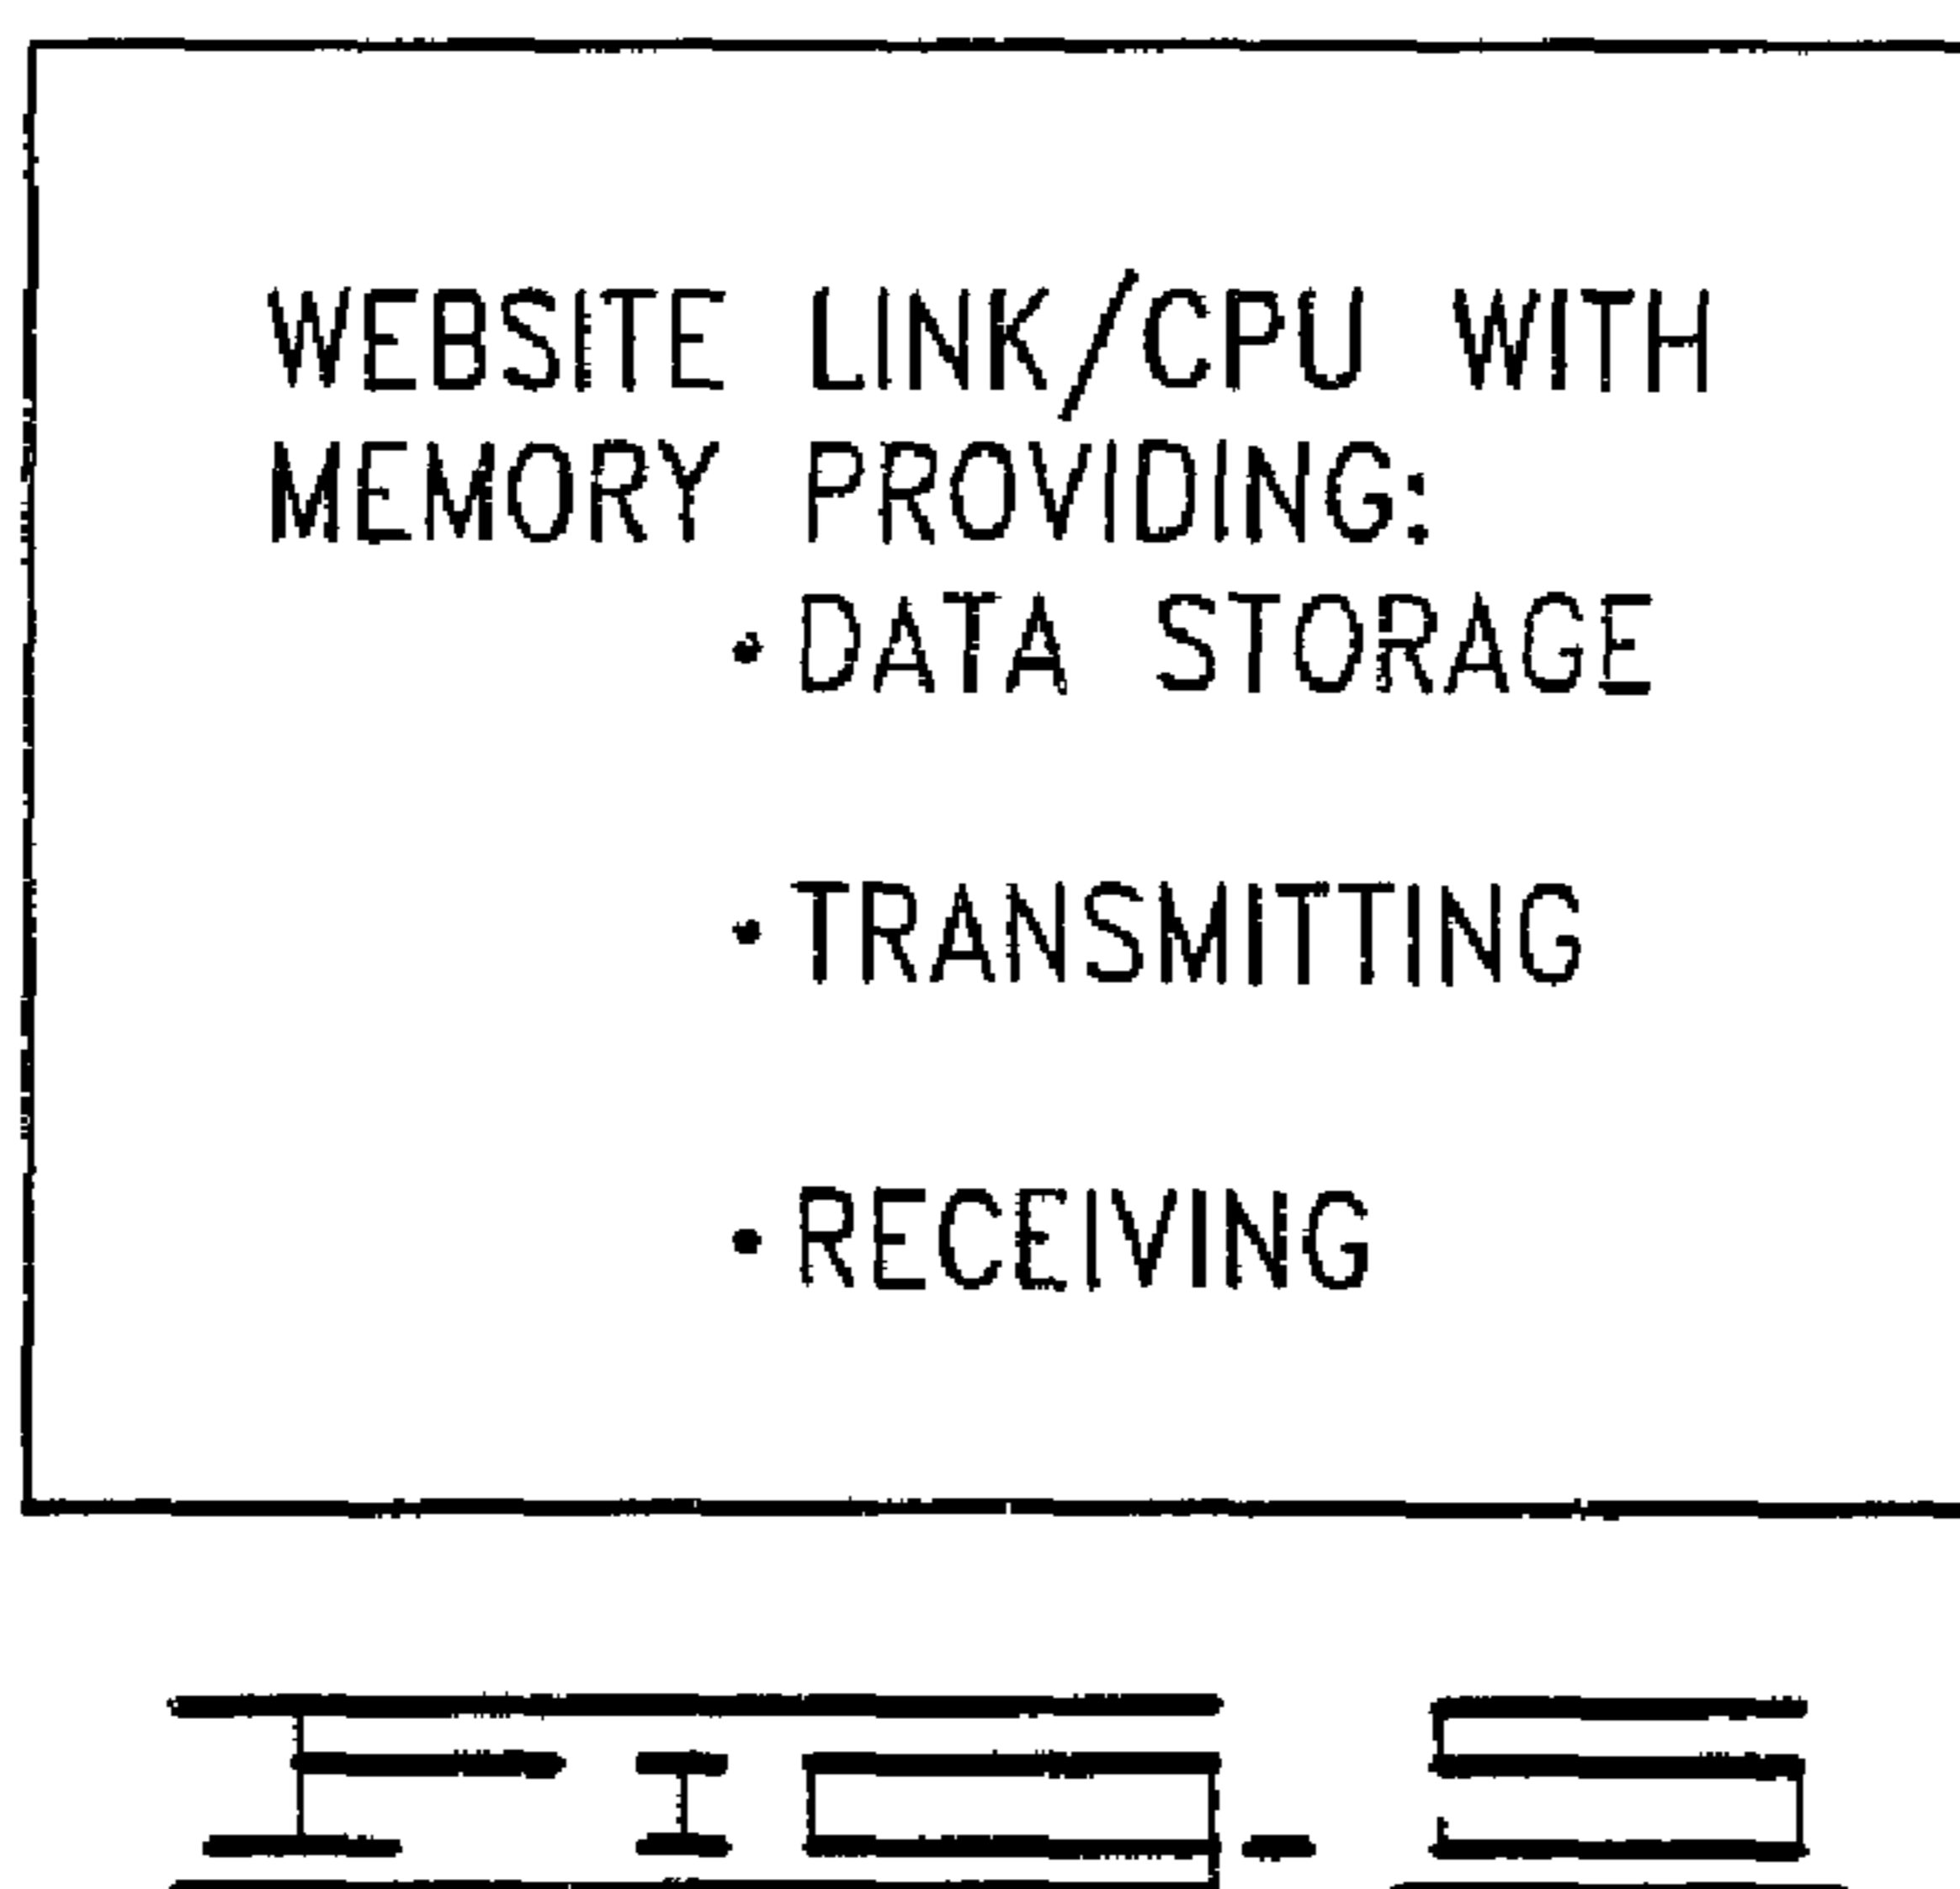 WEBSITE LINK/CPU WITH
MEMORY PROVIDING:
• DATA STORAGE
• TRANSMITTING
• RECEIVING
Fig. 5